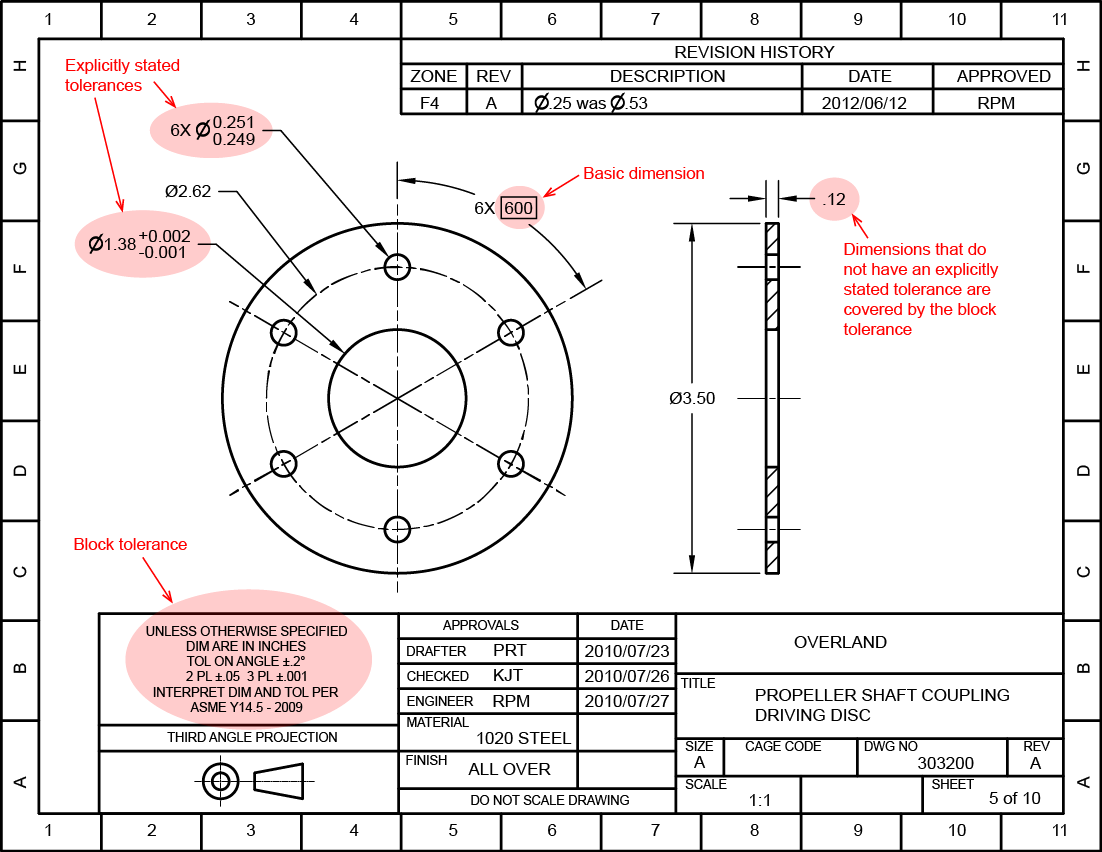 1 2 3 4 5 6 7 8 9 10 11
H
G
F
E
D
C
B
A
REVISION HISTORY
ZONE REV DESCRIPTION DATE APPROVED
F4 A Ø.25 was Ø.53 2012/06/12 RPM
Explicitly stated
tolerances
6X Ø 0.251
0.249
Ø2.62
Ø1.38 +0.002
-0.001
Basic dimension
6X 600
.12
Dimensions that do
not have an explicitly
stated tolerance are
covered by the block
tolerance
Ø3.50
Block tolerance
UNLESS OTHERWISE SPECIFIED
DIM ARE IN INCHES
TOL ON ANGLE ±.2°
2 PL ±.05 3 PL ±.001
INTERPRET DIM AND TOL PER
ASME Y14.5 - 2009
THIRD ANGLE PROJECTION
APPROVALS DATE
DRAFTER PRT 2010/07/23
CHECKED KJT 2010/07/26
ENGINEER RPM 2010/07/27
MATERIAL
1020 STEEL
FINISH
ALL OVER
DO NOT SCALE DRAWING
OVERLAND
TITLE
PROPELLER SHAFT COUPLING
DRIVING DISC
SIZE CAGE CODE DWG NO REV
A 303200 A
SCALE SHEET
1:1 5 of 10
H
G
F
E
D
C
B
A
1 2 3 4 5 6 7 8 9 10 11